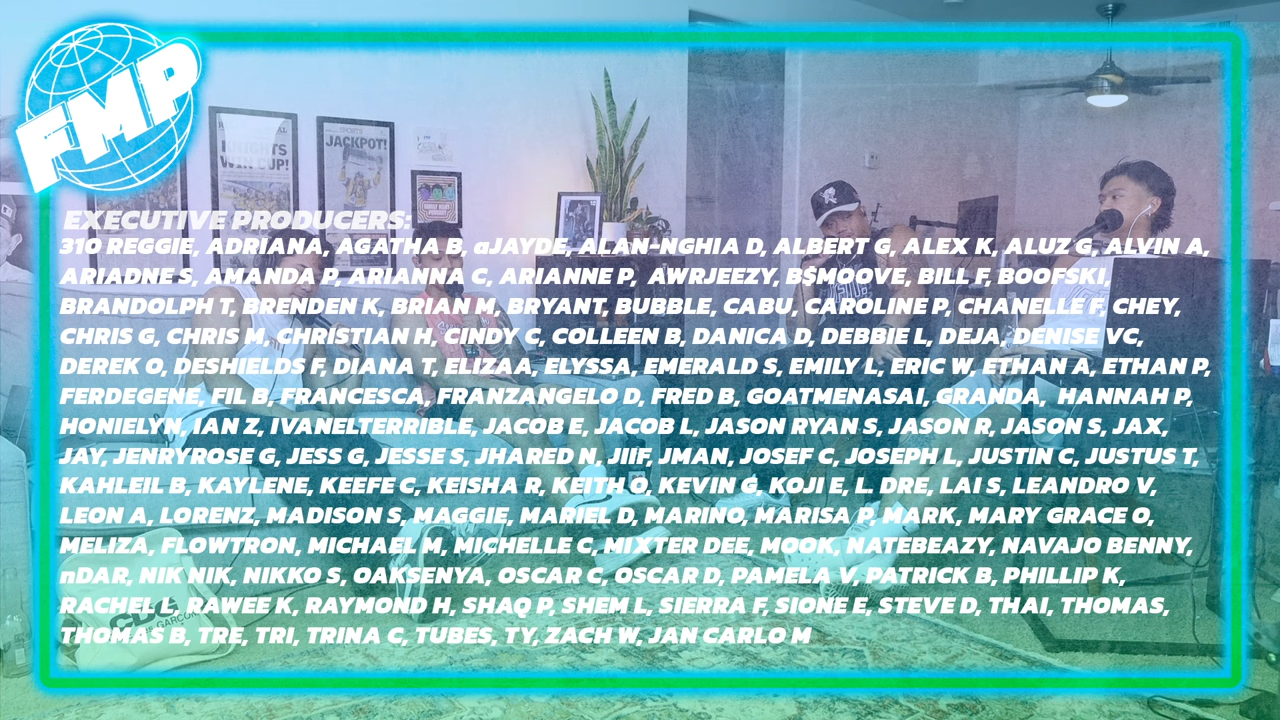 FMP
KNIGHTS
WIN CUP!
JACKPOT!
EXECUTIVE PRODUCERS:
310 REGGIE, ADRIANA, AGATHA B, aJAYDE, ALAN-NGHIA D, ALBERT G, ALEX K, ALUZ G, ALVIN A,
ARIADNE S, AMANDA P, ARIANNA C, ARIANNE P, AWRJEEZY, B$MOOVE, BILL F, BOOFSKI,
BRANDOLPH T, BRENDEN K, BRIAN M, BRYANT, BUBBLE, CABU, CAROLINE P, CHANELLE F, CHEY,
CHRIS G, CHRIS M, CHRISTIAN H, CINDY C, COLLEEN B, DANICA D, DEBBIE L, DEJA, DENISE VC,
DEREK O, DESHIELDS F, DIANA T, ELIZAA, ELYSSA, EMERALD S, EMILY L, ERIC W, ETHAN A, ETHAN P,
FERDEGENE, FIL B, FRANCESCA, FRANZANGELO D, FRED B, GOATMENASAI, GRANDA, HANNAH P,
HONIELYN, IAN Z, IVANELTERRIBLE, JACOB E, JACOB L, JASON RYAN S, JASON R, JASON S, JAX,
JAY, JENRYROSE G, JESS G, JESSE S, JHARED N, JIIF, JMAN, JOSEF C, JOSEPH L, JUSTIN C, JUSTUS T,
KAHLEIL B, KAYLENE, KEEFE C, KEISHA R, KEITH G, KEVIN G, KOJI E, L. DRE, LAI S, LEANDRO V,
LEON A, LORENZ, MADISON S, MAGGIE, MARIEL D, MARINO, MARISA P, MARK, MARY GRACE O,
MELIZA, FLOWTRON, MICHAEL M, MICHELLE C, MIXTER DEE, MOOK, NATEBEAZY, NAVAJO BENNY,
nDAR, NIK NIK, NIKKO S, OAKSENYA, OSCAR C, OSCAR D, PAMELA V, PATRICK B, PHILLIP K,
RACHEL L, RAWEE K, RAYMOND H, SHAQ P, SHEM L, SIERRA F, SIONE E, STEVE D, THAI, THOMAS,
THOMAS B, TRE, TRI, TRINA C, TUBES, TY, ZACH W, JAN CARLO M